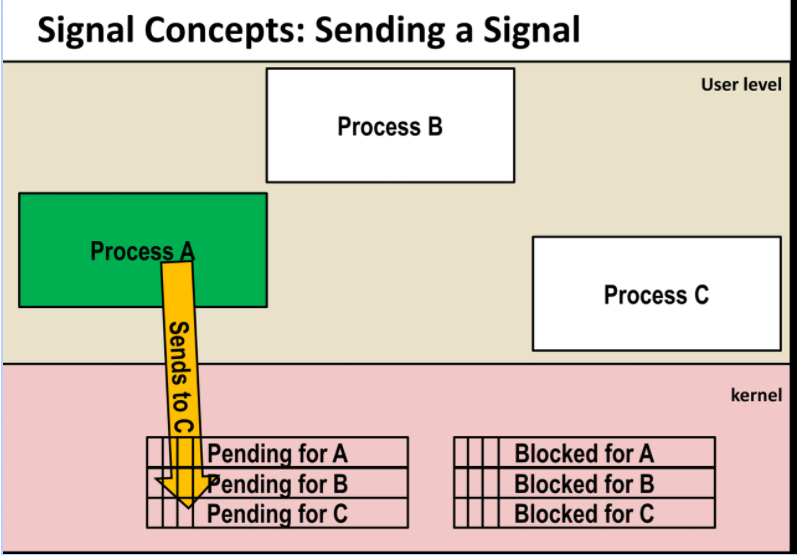 Signal Concepts: Sending a Signal
User level
Process B
Process A
Process C
Sends to C
kernel
Pending for A
Blocked for A
Pending for B
Blocked for B
Pending for C
Blocked for C